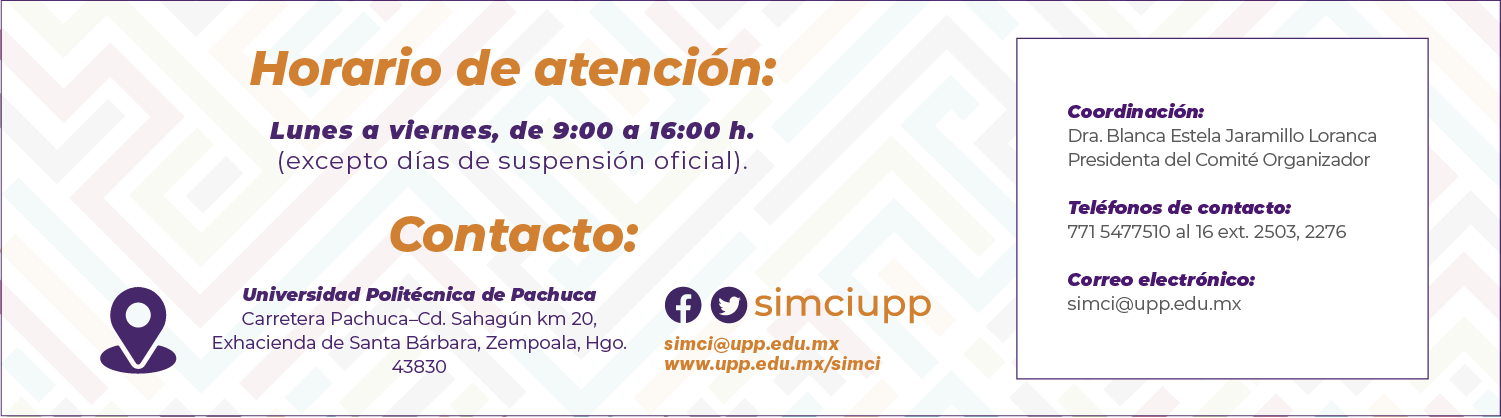 Horario de atención:
Lunes a viernes, de 9:00 a 16:00 h.
(excepto días de suspensión oficial).
Contacto:
Universidad Politécnica de Pachuca
Carretera Pachuca–Cd. Sahagún km 20,
Exhacienda de Santa Bárbara, Zempoala, Hgo.
43830
simciupp
simci@upp.edu.mx
www.upp.edu.mx/simci
Coordinación:
Dra. Blanca Estela Jaramillo Loranca
Presidenta del Comité Organizador
Teléfonos de contacto:
771 5477510 al 16 ext. 2503, 2276
Correo electrónico:
simci@upp.edu.mx